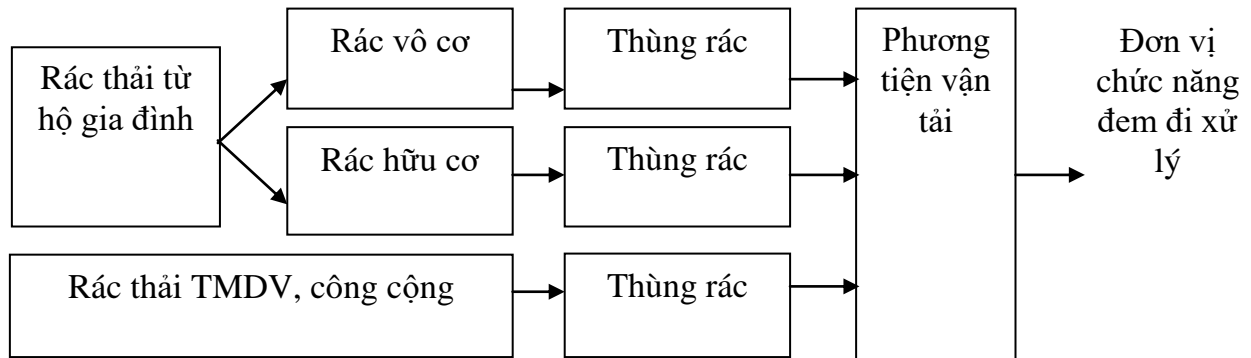 Rác thải từ
hộ gia đình
Rác vô cơ
Thùng rác
Rác hữu cơ
Thùng rác
Rác thải TMDV, công cộng
Thùng rác
Phương
tiện vận
tải
Đơn vị
chức năng
đem đi xử
lý